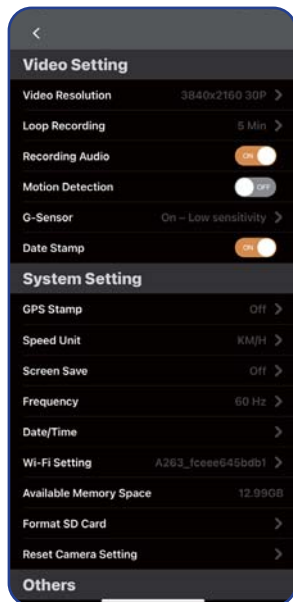 Video Setting
Video Resolution 3840x2160 30P
Loop Recording 5 Min
Recording Audio ON
Motion Detection OFF
G-Sensor On – Low sensitivity
Date Stamp ON
System Setting
GPS Stamp Off
Speed Unit KM/H
Screen Save Off
Frequency 60 Hz
Date/Time
Wi-Fi Setting A263_fceee645bdb1
Available Memory Space 12.99GB
Format SD Card
Reset Camera Setting
Others